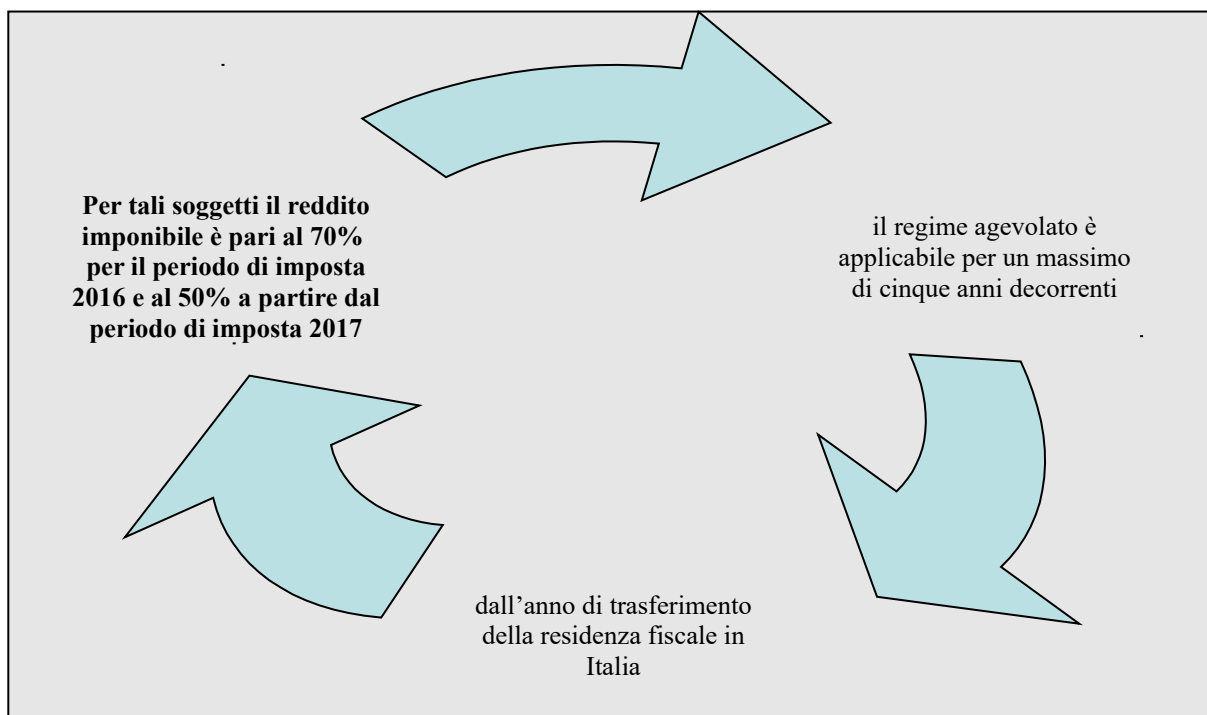 Per tali soggetti il reddito
imponibile è pari al 70%
per il periodo di imposta
2016 e al 50% a partire dal
periodo di imposta 2017
il regime agevolato è
applicabile per un massimo
di cinque anni decorrenti
dall’anno di trasferimento
della residenza fiscale in
Italia